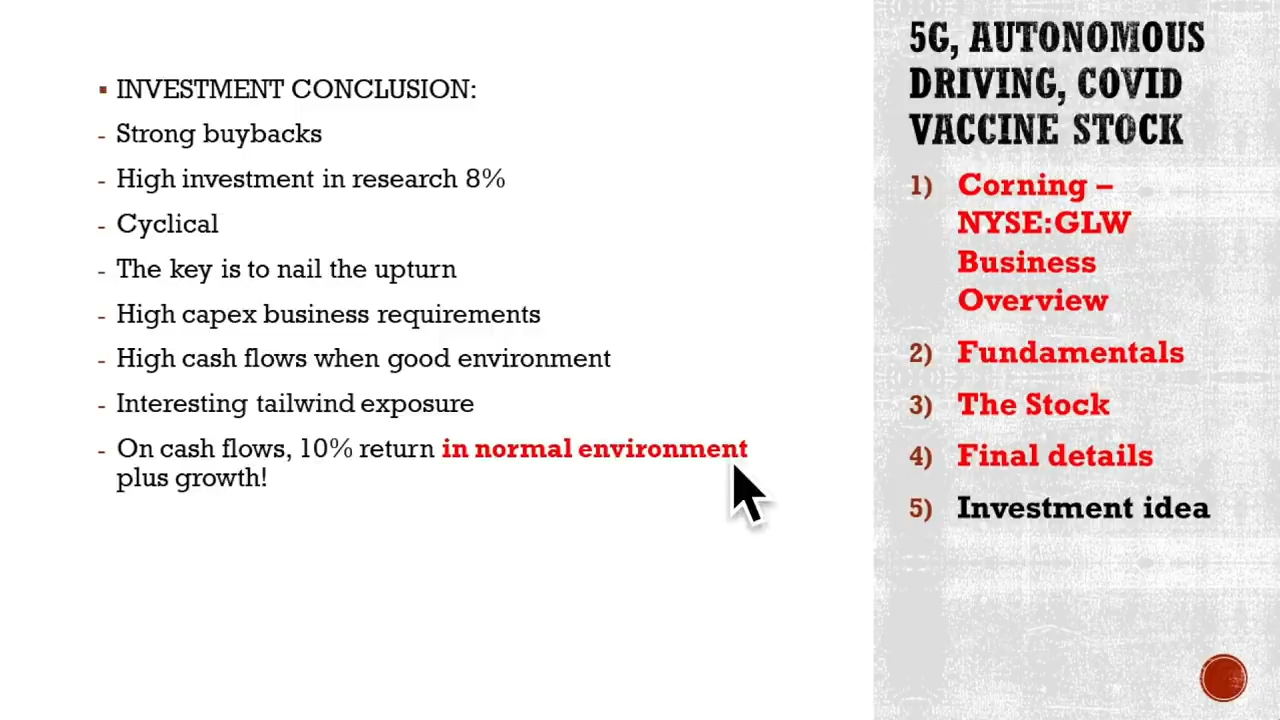 ▪ INVESTMENT CONCLUSION:
- Strong buybacks
- High investment in research 8%
- Cyclical
- The key is to nail the upturn
- High capex business requirements
- High cash flows when good environment
- Interesting tailwind exposure
- On cash flows, 10% return in normal environment
plus growth!
5G, AUTONOMOUS
DRIVING, COVID
VACCINE STOCK
1) Corning –
NYSE:GLW
Business
Overview
2) Fundamentals
3) The Stock
4) Final details
5) Investment idea